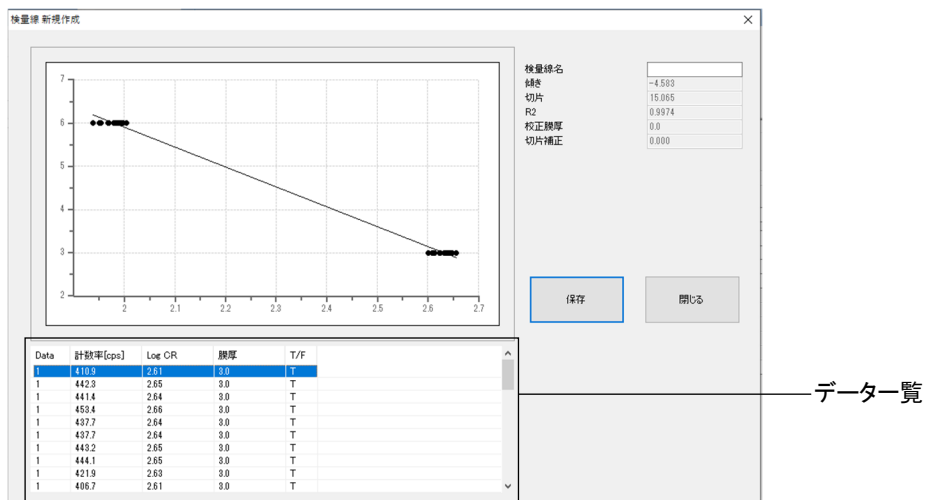 検量線 新規作成
7
6
5
4
3
2
2
2.1
2.2
2.3
2.4
2.5
2.6
2.7
検量線名
傾き -4.583
切片 15.065
R2 0.9974
校正膜厚 0.0
切片補正 0.000
保存 閉じる
Data 計数率[cps] Log CR 膜厚 T/F
1 410.9 2.61 3.0 T
1 442.3 2.65 3.0 T
1 441.4 2.64 3.0 T
1 453.4 2.66 3.0 T
1 437.7 2.64 3.0 T
1 437.7 2.64 3.0 T
1 443.2 2.65 3.0 T
1 444.1 2.65 3.0 T
1 421.9 2.63 3.0 T
1 406.7 2.61 3.0 T
データ一覧